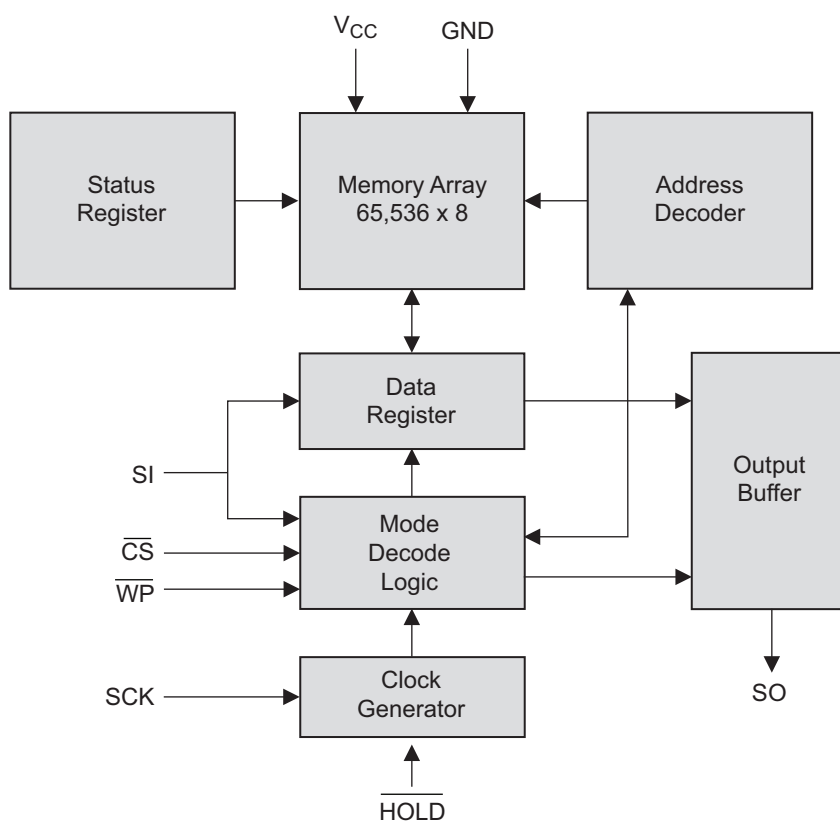 VCC
GND
Status
Register
Memory Array
65,536 x 8
Address
Decoder
Data
Register
SI
Output
Buffer
Mode
Decode
Logic
CS
WP
Clock
Generator
SCK
SO
HOLD